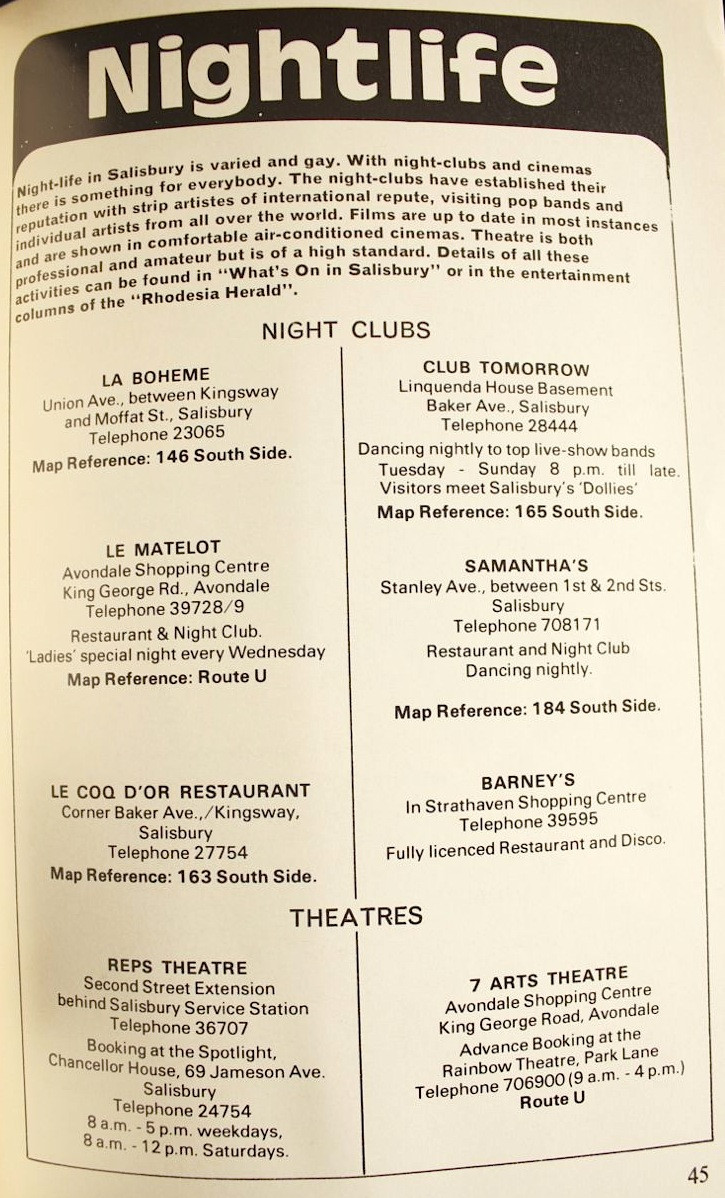 Nightlife
Night-life in Salisbury is varied and gay. With night-clubs and cinemas
there is something for everybody. The night-clubs have established their
reputation with strip artistes of international repute, visiting pop bands and
individual artists from all over the world. Films are up to date in most instances
and are shown in comfortable air-conditioned cinemas. Theatre is both
professional and amateur but is of a high standard. Details of all these
activities can be found in "What's On in Salisbury" or in the entertainment
columns of the "Rhodesia Herald".
NIGHT CLUBS
LA BOHEME
Union Ave., between Kingsway
and Moffat St., Salisbury
Telephone 23065
Map Reference: 146 South Side.
LE MATELOT
Avondale Shopping Centre
King George Rd., Avondale
Telephone 39728/9
Restaurant & Night Club.
'Ladies' special night every Wednesday
Map Reference: Route U
LE COQ D'OR RESTAURANT
Corner Baker Ave.,/Kingsway,
Salisbury
Telephone 27754
Map Reference: 163 South Side.
CLUB TOMORROW
Linquenda House Basement
Baker Ave., Salisbury
Telephone 28444
Dancing nightly to top live-show bands
Tuesday - Sunday 8 p.m. till late.
Visitors meet Salisbury's 'Dollies'
Map Reference: 165 South Side.
SAMANTHA'S
Stanley Ave., between 1st & 2nd Sts.
Salisbury
Telephone 708171
Restaurant and Night Club
Dancing nightly.
Map Reference: 184 South Side.
BARNEY'S
In Strathaven Shopping Centre
Telephone 39595
Fully licenced Restaurant and Disco.
THEATRES
REPS THEATRE
Second Street Extension
behind Salisbury Service Station
Telephone 36707
Booking at the Spotlight,
Chancellor House, 69 Jameson Ave.
Salisbury
Telephone 24754
8 a.m. - 5 p.m. weekdays,
8 a.m. - 12 p.m. Saturdays.
7 ARTS THEATRE
Avondale Shopping Centre
King George Road, Avondale
Advance Booking at the
Rainbow Theatre, Park Lane
Telephone 706900 (9 a.m. - 4 p.m.)
Route U
45